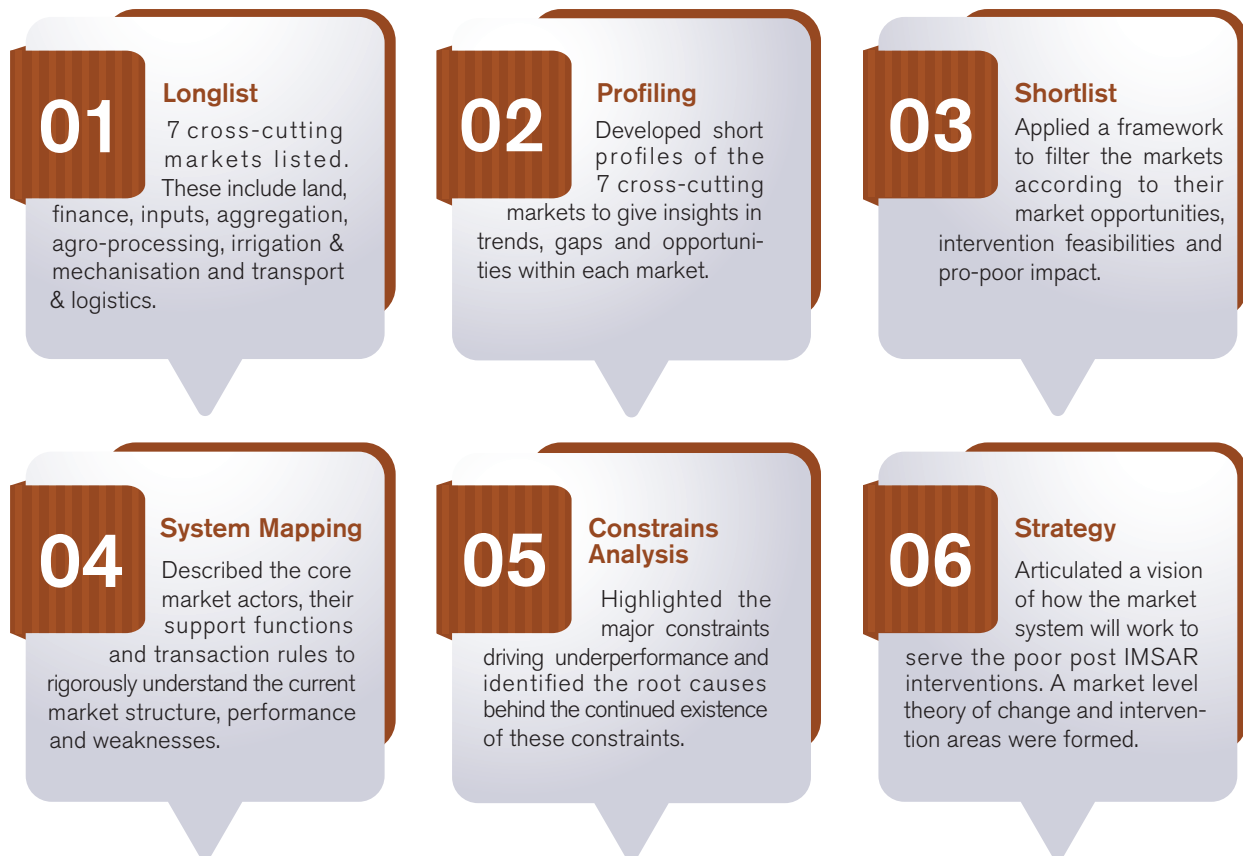 01
Longlist
7 cross-cutting
markets listed.
These include land,
finance, inputs, aggregation,
agro-processing, irrigation &
mechanisation and transport
& logistics.
02
Profiling
Developed short
profiles of the
7 cross-cutting
markets to give insights in
trends, gaps and opportuni-
ties within each market.
03
Shortlist
Applied a framework
to filter the markets
according to their
market opportunities,
intervention feasibilities and
pro-poor impact.
04
System Mapping
Described the core
market actors, their
support functions
and transaction rules to
rigorously understand the current
market structure, performance
and weaknesses.
05
Constrains
Analysis
Highlighted the
major constraints
driving underperformance and
identified the root causes
behind the continued existence
of these constraints.
06
Strategy
Articulated a vision
of how the market
system will work to
serve the poor post IMSAR
interventions. A market level
theory of change and interven-
tion areas were formed.